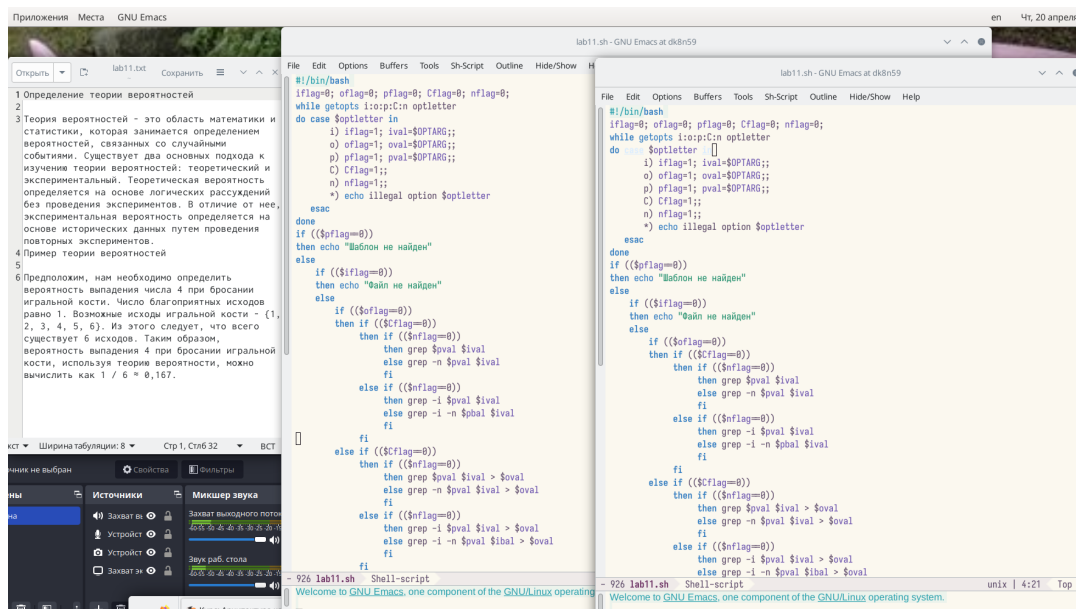 Приложения Места GNU Emacs
en Чт, 20 апреля
lab11.sh - GNU Emacs at dk8n59
Открыть lab11.txt Сохранить
1 Определение теории вероятностей
2
3 Теория вероятностей - это область математики и
статистики, которая занимается определением
вероятностей, связанных со случайными
событиями. Существует два основных подхода к
изучению теории вероятностей: теоретический и
экспериментальный. Теоретическая вероятность
определяется на основе логических рассуждений
без проведения экспериментов. В отличие от нее,
экспериментальная вероятность определяется на
основе исторических данных путем проведения
повторных экспериментов.
4 Пример теории вероятностей
5
6 Предположим, нам необходимо определить
вероятность выпадения числа 4 при бросании
игральной кости. Число благоприятных исходов
равно 1. Возможные исходы игральной кости - {1,
2, 3, 4, 5, 6}. Из этого следует, что всего
существует 6 исходов. Таким образом,
вероятность выпадения 4 при бросании игральной
кости, используя теорию вероятности, можно
вычислить как 1 / 6 ≈ 0,167.
кст Ширина табуляции: 8 Стр 1, Стлб 32 ВСТ
чник не выбран Свойства Фильтры
ены Источники Микшер звука
на
Захват вы
Устройст
Устройст
Захват эк
Захват выходного поток
Звук раб. стола
File Edit Options Buffers Tools Sh-Script Outline Hide/Show H
#!/bin/bash
iflag=0; oflag=0; pflag=0; Cflag=0; nflag=0;
while getopts i:o:p:C:n optletter
do case $optletter in
i) iflag=1; ival=$OPTARG;;
o) oflag=1; oval=$OPTARG;;
p) pflag=1; pval=$OPTARG;;
C) Cflag=1;;
n) nflag=1;;
*) echo illegal option $optletter
esac
done
if (($pflag==0))
then echo "Шаблон не найден"
else
if (($iflag==0))
then echo "Файл не найден"
else
if (($oflag==0))
then if (($Cflag==0))
then if (($nflag==0))
then grep $pval $ival
else grep -n $pval $ival
fi
else if (($nflag==0))
then grep -i $pval $ival
else grep -i -n $pbal $ival
fi
fi
else if (($Cflag==0))
then if (($nflag==0))
then grep $pval $ival > $oval
else grep -n $pval $ival > $oval
fi
else if (($nflag==0))
then grep -i $pval $ival > $oval
else grep -i -n $pval $ibal > $oval
fi
fi
- 926 lab11.sh Shell-script
Welcome to GNU Emacs, one component of the GNU/Linux operating
lab11.sh - GNU Emacs at dk8n59
File Edit Options Buffers Tools Sh-Script Outline Hide/Show Help
#!/bin/bash
iflag=0; oflag=0; pflag=0; Cflag=0; nflag=0;
while getopts i:o:p:C:n optletter
do case $optletter in
i) iflag=1; ival=$OPTARG;;
o) oflag=1; oval=$OPTARG;;
p) pflag=1; pval=$OPTARG;;
C) Cflag=1;;
n) nflag=1;;
*) echo illegal option $optletter
esac
done
if (($pflag==0))
then echo "Шаблон не найден"
else
if (($iflag==0))
then echo "Файл не найден"
else
if (($oflag==0))
then if (($Cflag==0))
then if (($nflag==0))
then grep $pval $ival
else grep -n $pval $ival
fi
else if (($nflag==0))
then grep -i $pval $ival
else grep -i -n $pbal $ival
fi
fi
else if (($Cflag==0))
then if (($nflag==0))
then grep $pval $ival > $oval
else grep -n $pval $ival > $oval
fi
else if (($nflag==0))
then grep -i $pval $ival > $oval
else grep -i -n $pval $ibal > $oval
- 926 lab11.sh Shell-script unix | 4:21 Top
Welcome to GNU Emacs, one component of the GNU/Linux operating system.